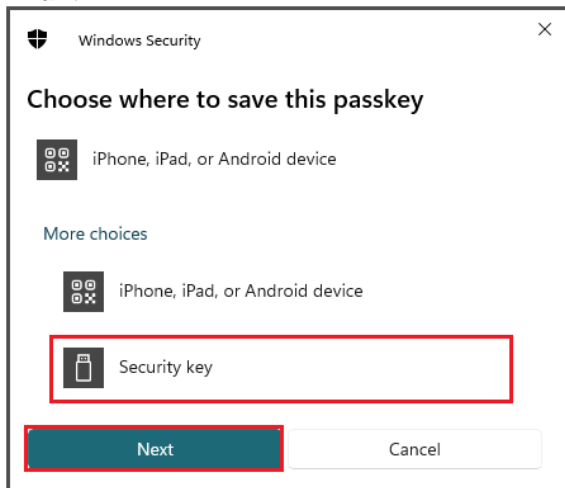 Windows Security
Choose where to save this passkey
iPhone, iPad, or Android device
More choices
iPhone, iPad, or Android device
Security key
Next
Cancel